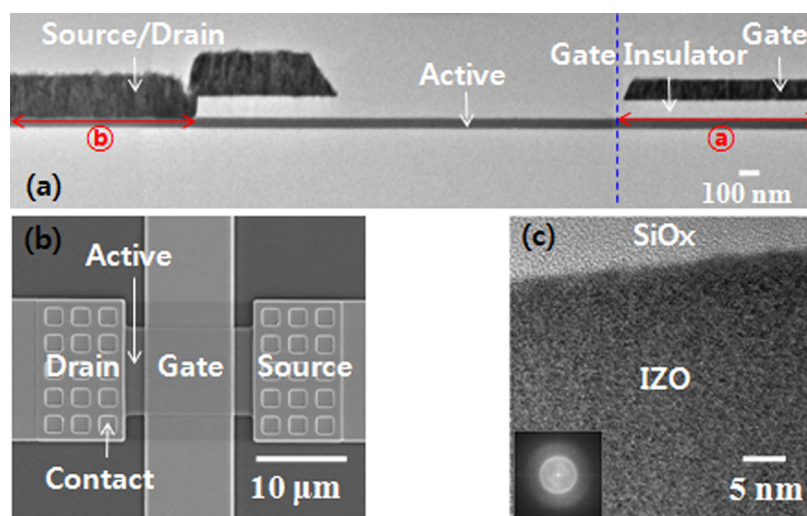 Source/Drain
Gate
Gate Insulator
Active
ⓑ
ⓐ
(a)
100 nm
(b)
Active
Drain
Gate
Source
Contact
10 μm
(c)
SiOx
IZO
5 nm